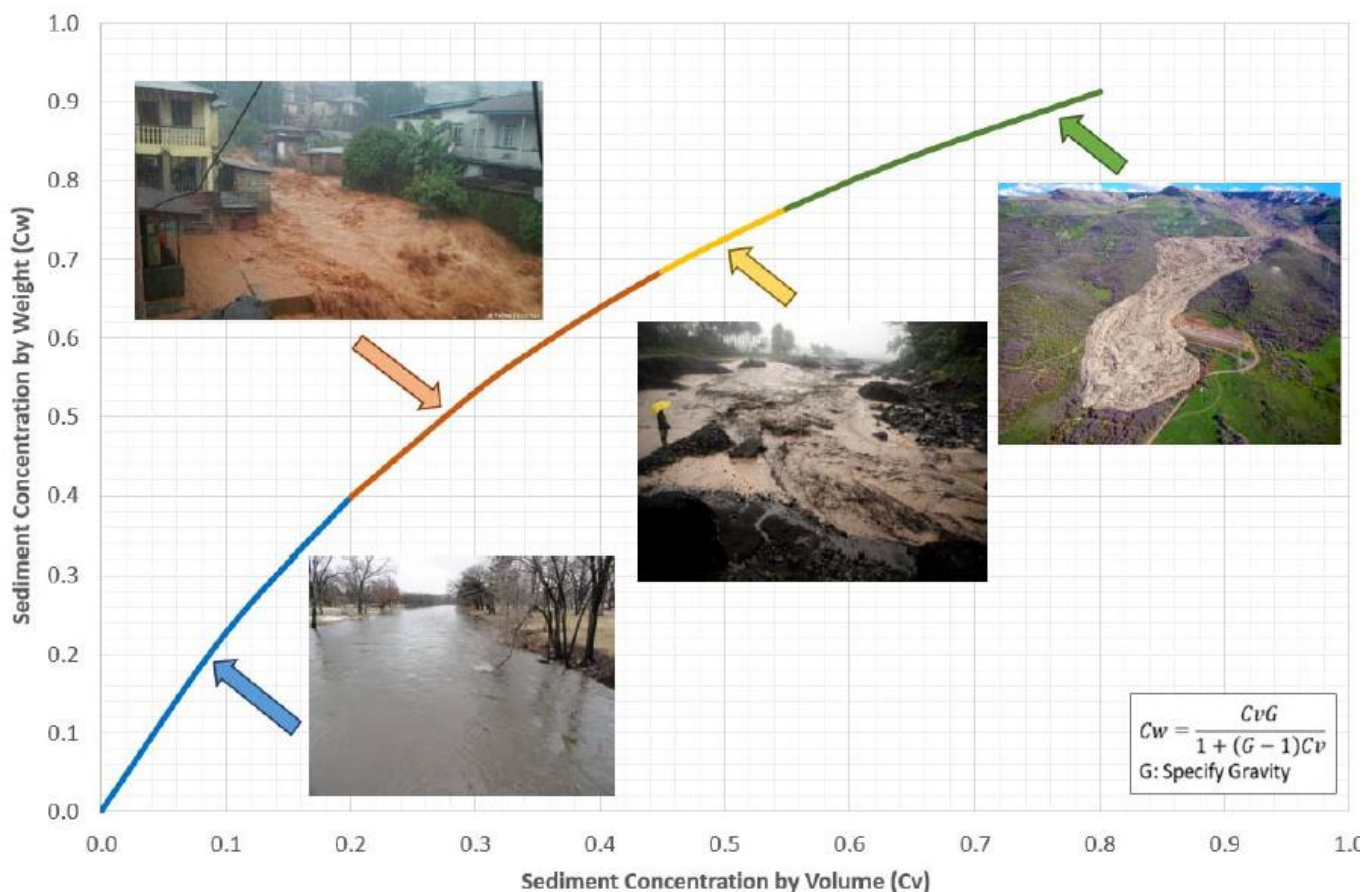 1.0
0.9
0.8
0.7
0.6
0.5
0.4
0.3
0.2
0.1
0.0
Sediment Concentration by Weight (Cw)
0.0 0.1 0.2 0.3 0.4 0.5 0.6 0.7 0.8 0.9 1.0
Sediment Concentration by Volume (Cv)
Cw = CvG / 1 + (G − 1)Cv
G: Specify Gravity